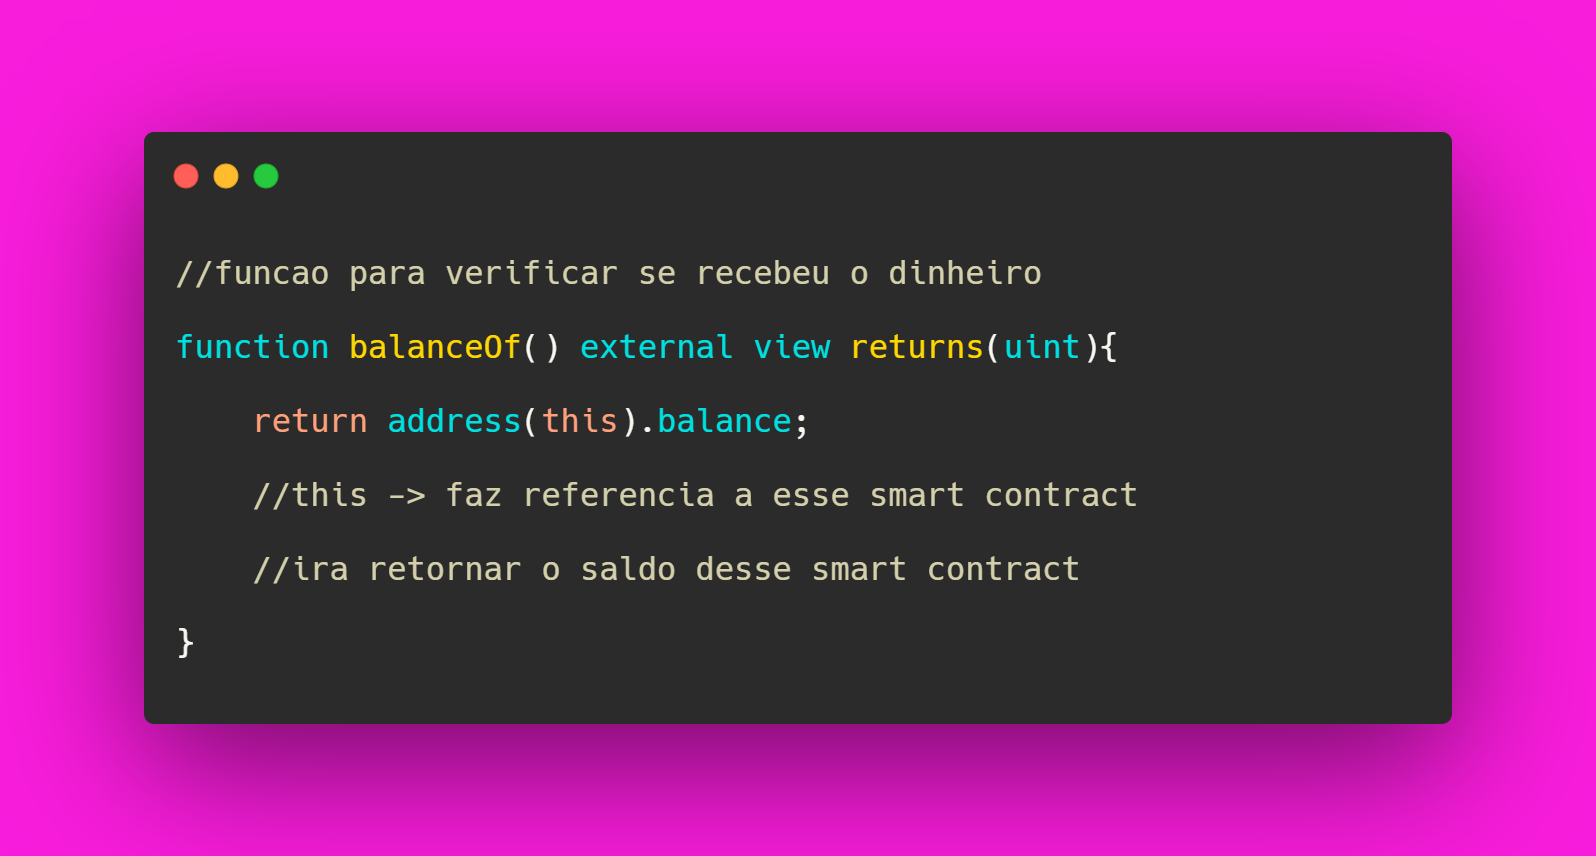 //funcao para verificar se recebeu o dinheiro
function balanceOf() external view returns(uint){
    return address(this).balance;
    //this -> faz referencia a esse smart contract
    //ira retornar o saldo desse smart contract
}